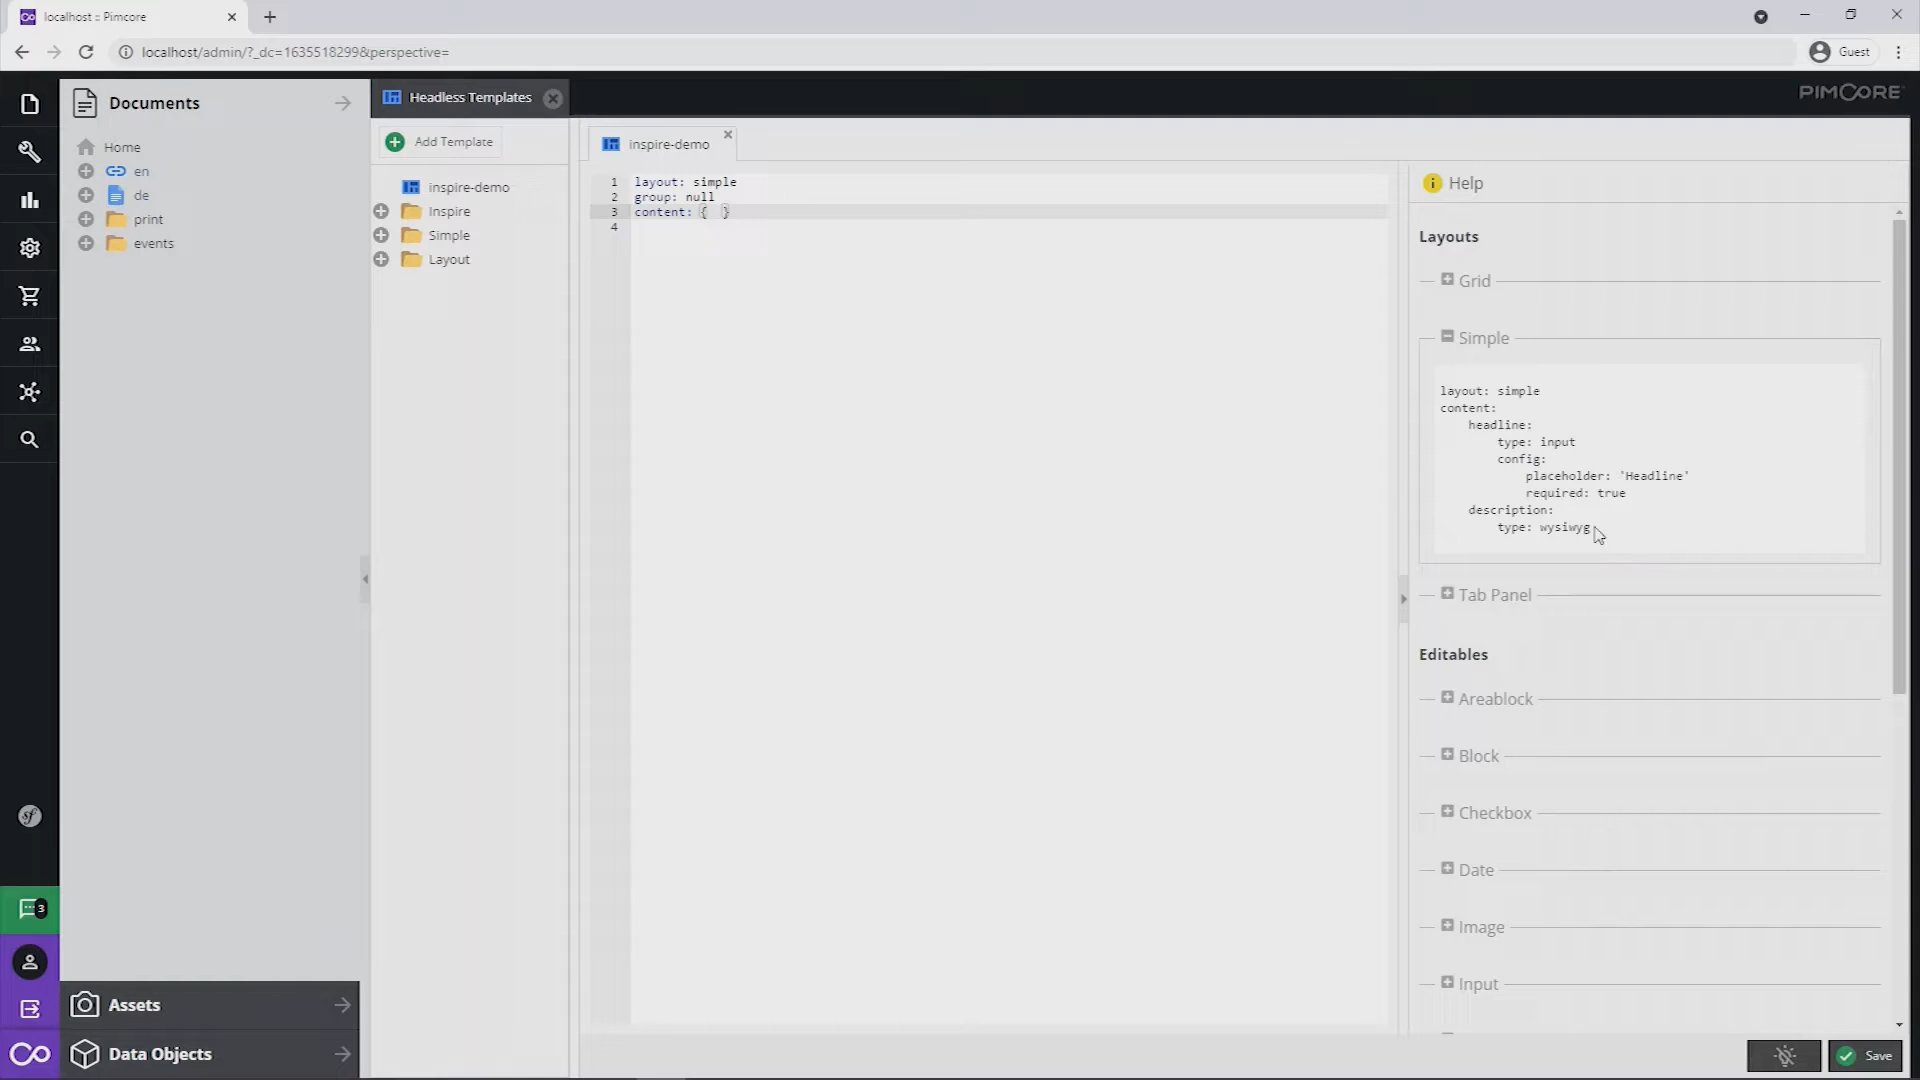 localhost :: Pimcore
localhost/admin/?_dc=1635518299&perspective=
Guest
Documents
Home
en
de
print
events
Headless Templates
Add Template
inspire-demo
Inspire
Simple
Layout
PIMCORE
inspire-demo
1 layout: simple
2 group: null
3 content: {  }
4
Help
Layouts
Grid
Simple
layout: simple
content:
    headline:
        type: input
        config:
            placeholder: 'Headline'
            required: true
    description:
        type: wysiwyg
Tab Panel
Editables
Areablock
Block
Checkbox
Date
Image
Input
sf
3
Assets
Data Objects
Save